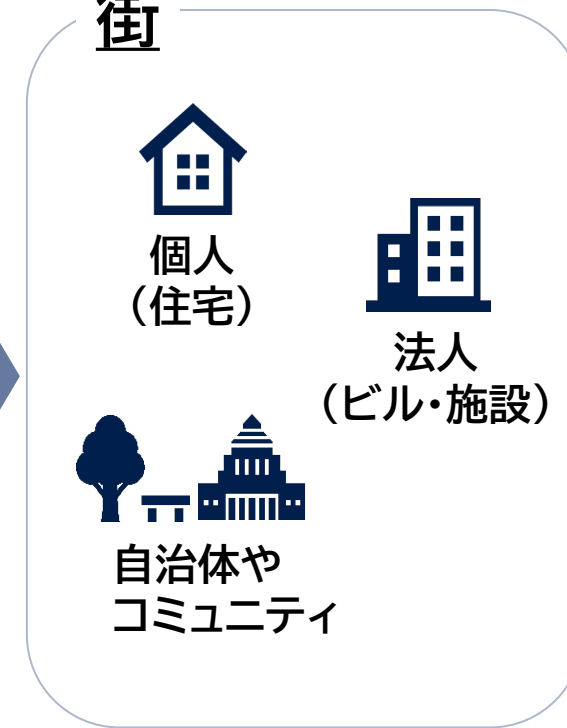 街
個人
（住宅）
法人
（ビル・施設）
自治体や
コミュニティ